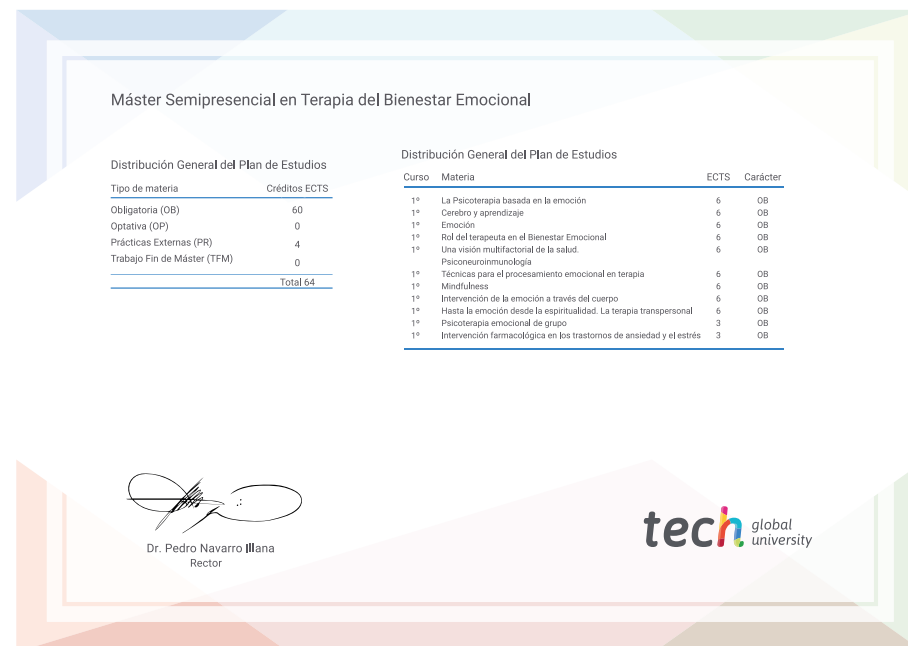 Máster Semipresencial en Terapia del Bienestar Emocional
Distribución General del Plan de Estudios
Tipo de materia Créditos ECTS
Obligatoria (OB) 60
Optativa (OP) 0
Prácticas Externas (PR) 4
Trabajo Fin de Máster (TFM) 0
Total 64
Distribución General del Plan de Estudios
Curso Materia ECTS Carácter
1º La Psicoterapia basada en la emoción 6 OB
1º Cerebro y aprendizaje 6 OB
1º Emoción 6 OB
1º Rol del terapeuta en el Bienestar Emocional 6 OB
1º Una visión multifactorial de la salud. 6 OB
Psiconeuroinmunología
1º Técnicas para el procesamiento emocional en terapia 6 OB
1º Mindfulness 6 OB
1º Intervención de la emoción a través del cuerpo 6 OB
1º Hasta la emoción desde la espiritualidad. La terapia transpersonal 6 OB
1º Psicoterapia emocional de grupo 3 OB
1º Intervención farmacológica en los trastornos de ansiedad y el estrés 3 OB
Dr. Pedro Navarro Illana
Rector
tech global
university